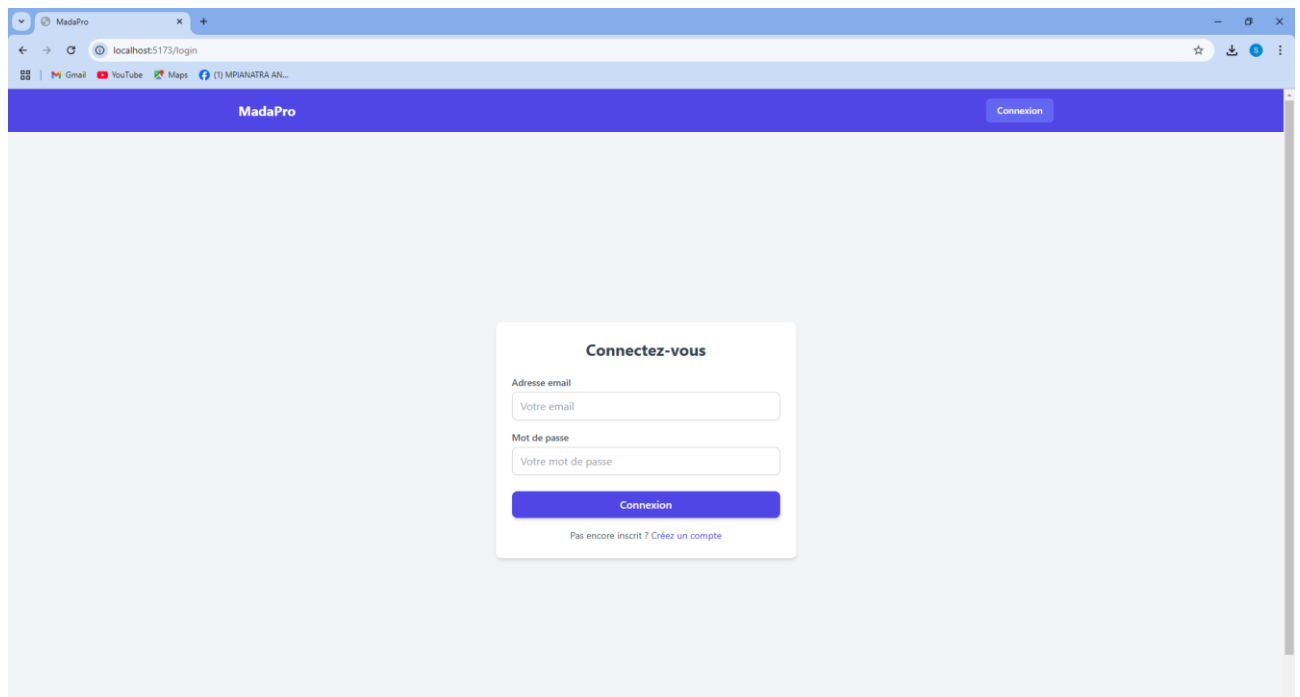 MadaPro
localhost:5173/login
Gmail YouTube Maps (1) MPIANATRA AN...
MadaPro Connexion
Connectez-vous
Adresse email
Votre email
Mot de passe
Votre mot de passe
Connexion
Pas encore inscrit ? Créez un compte